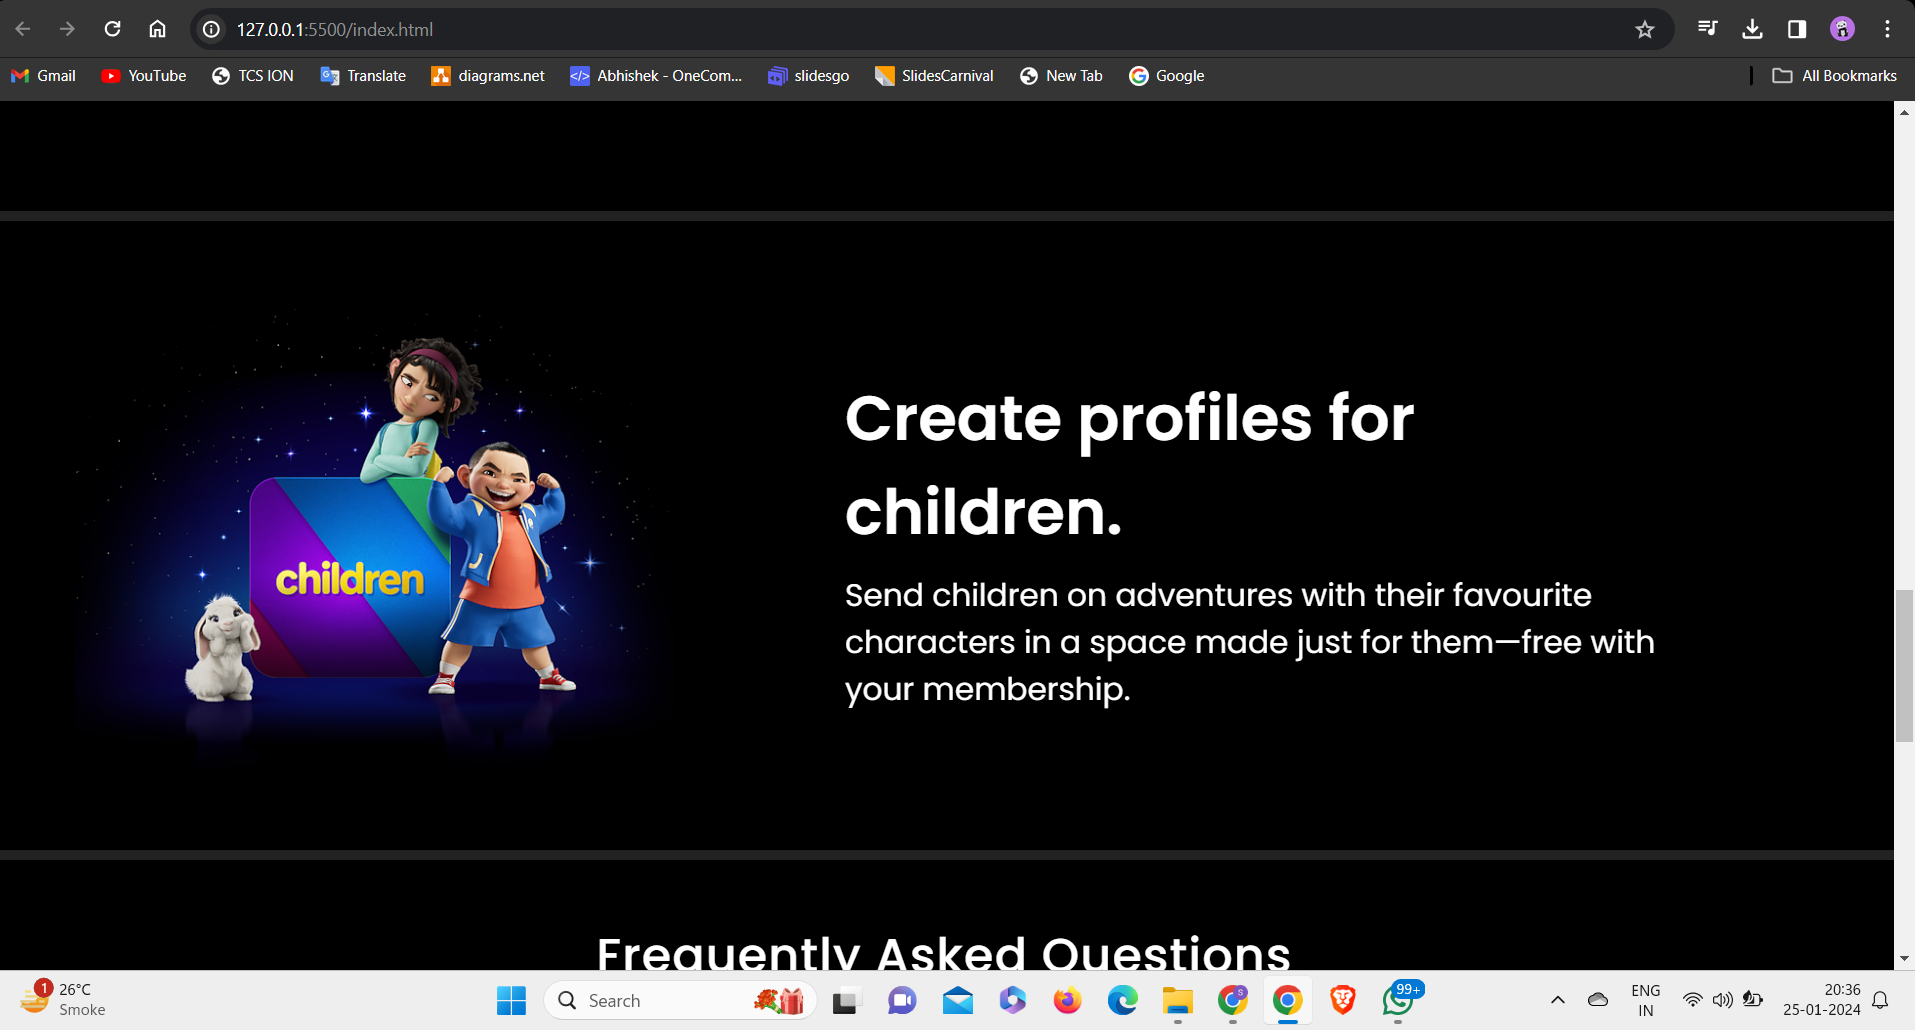 127.0.0.1:5500/index.html
Gmail YouTube TCS ION Translate diagrams.net Abhishek - OneCom... slidesgo SlidesCarnival New Tab Google All Bookmarks
children
Create profiles for
children.
Send children on adventures with their favourite
characters in a space made just for them—free with
your membership.
Frequently Asked Questions
1 26°C
Smoke
Search
99+
ENG
IN
20:36
25-01-2024